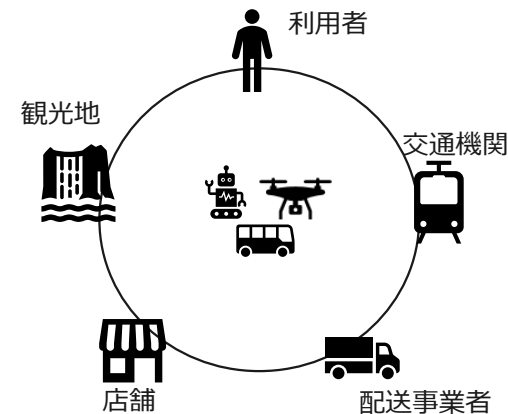 利用者
観光地
交通機関
店舗
配送事業者